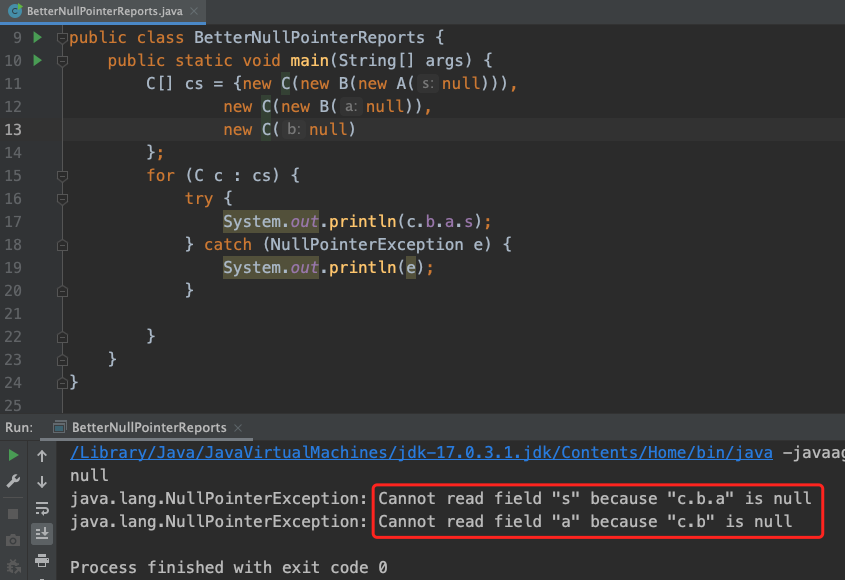 BetterNullPointerReports.java
9 public class BetterNullPointerReports {
10 public static void main(String[] args) {
11 C[] cs = {new C(new B(new A( s: null))),
12 new C(new B( a: null)),
13 new C( b: null)
14 };
15 for (C c : cs) {
16 try {
17 System.out.println(c.b.a.s);
18 } catch (NullPointerException e) {
19 System.out.println(e);
20 }
21
22 }
23 }
24 }
25
Run: BetterNullPointerReports
/Library/Java/JavaVirtualMachines/jdk-17.0.3.1.jdk/Contents/Home/bin/java -javaag
null
java.lang.NullPointerException: Cannot read field "s" because "c.b.a" is null
java.lang.NullPointerException: Cannot read field "a" because "c.b" is null
Process finished with exit code 0